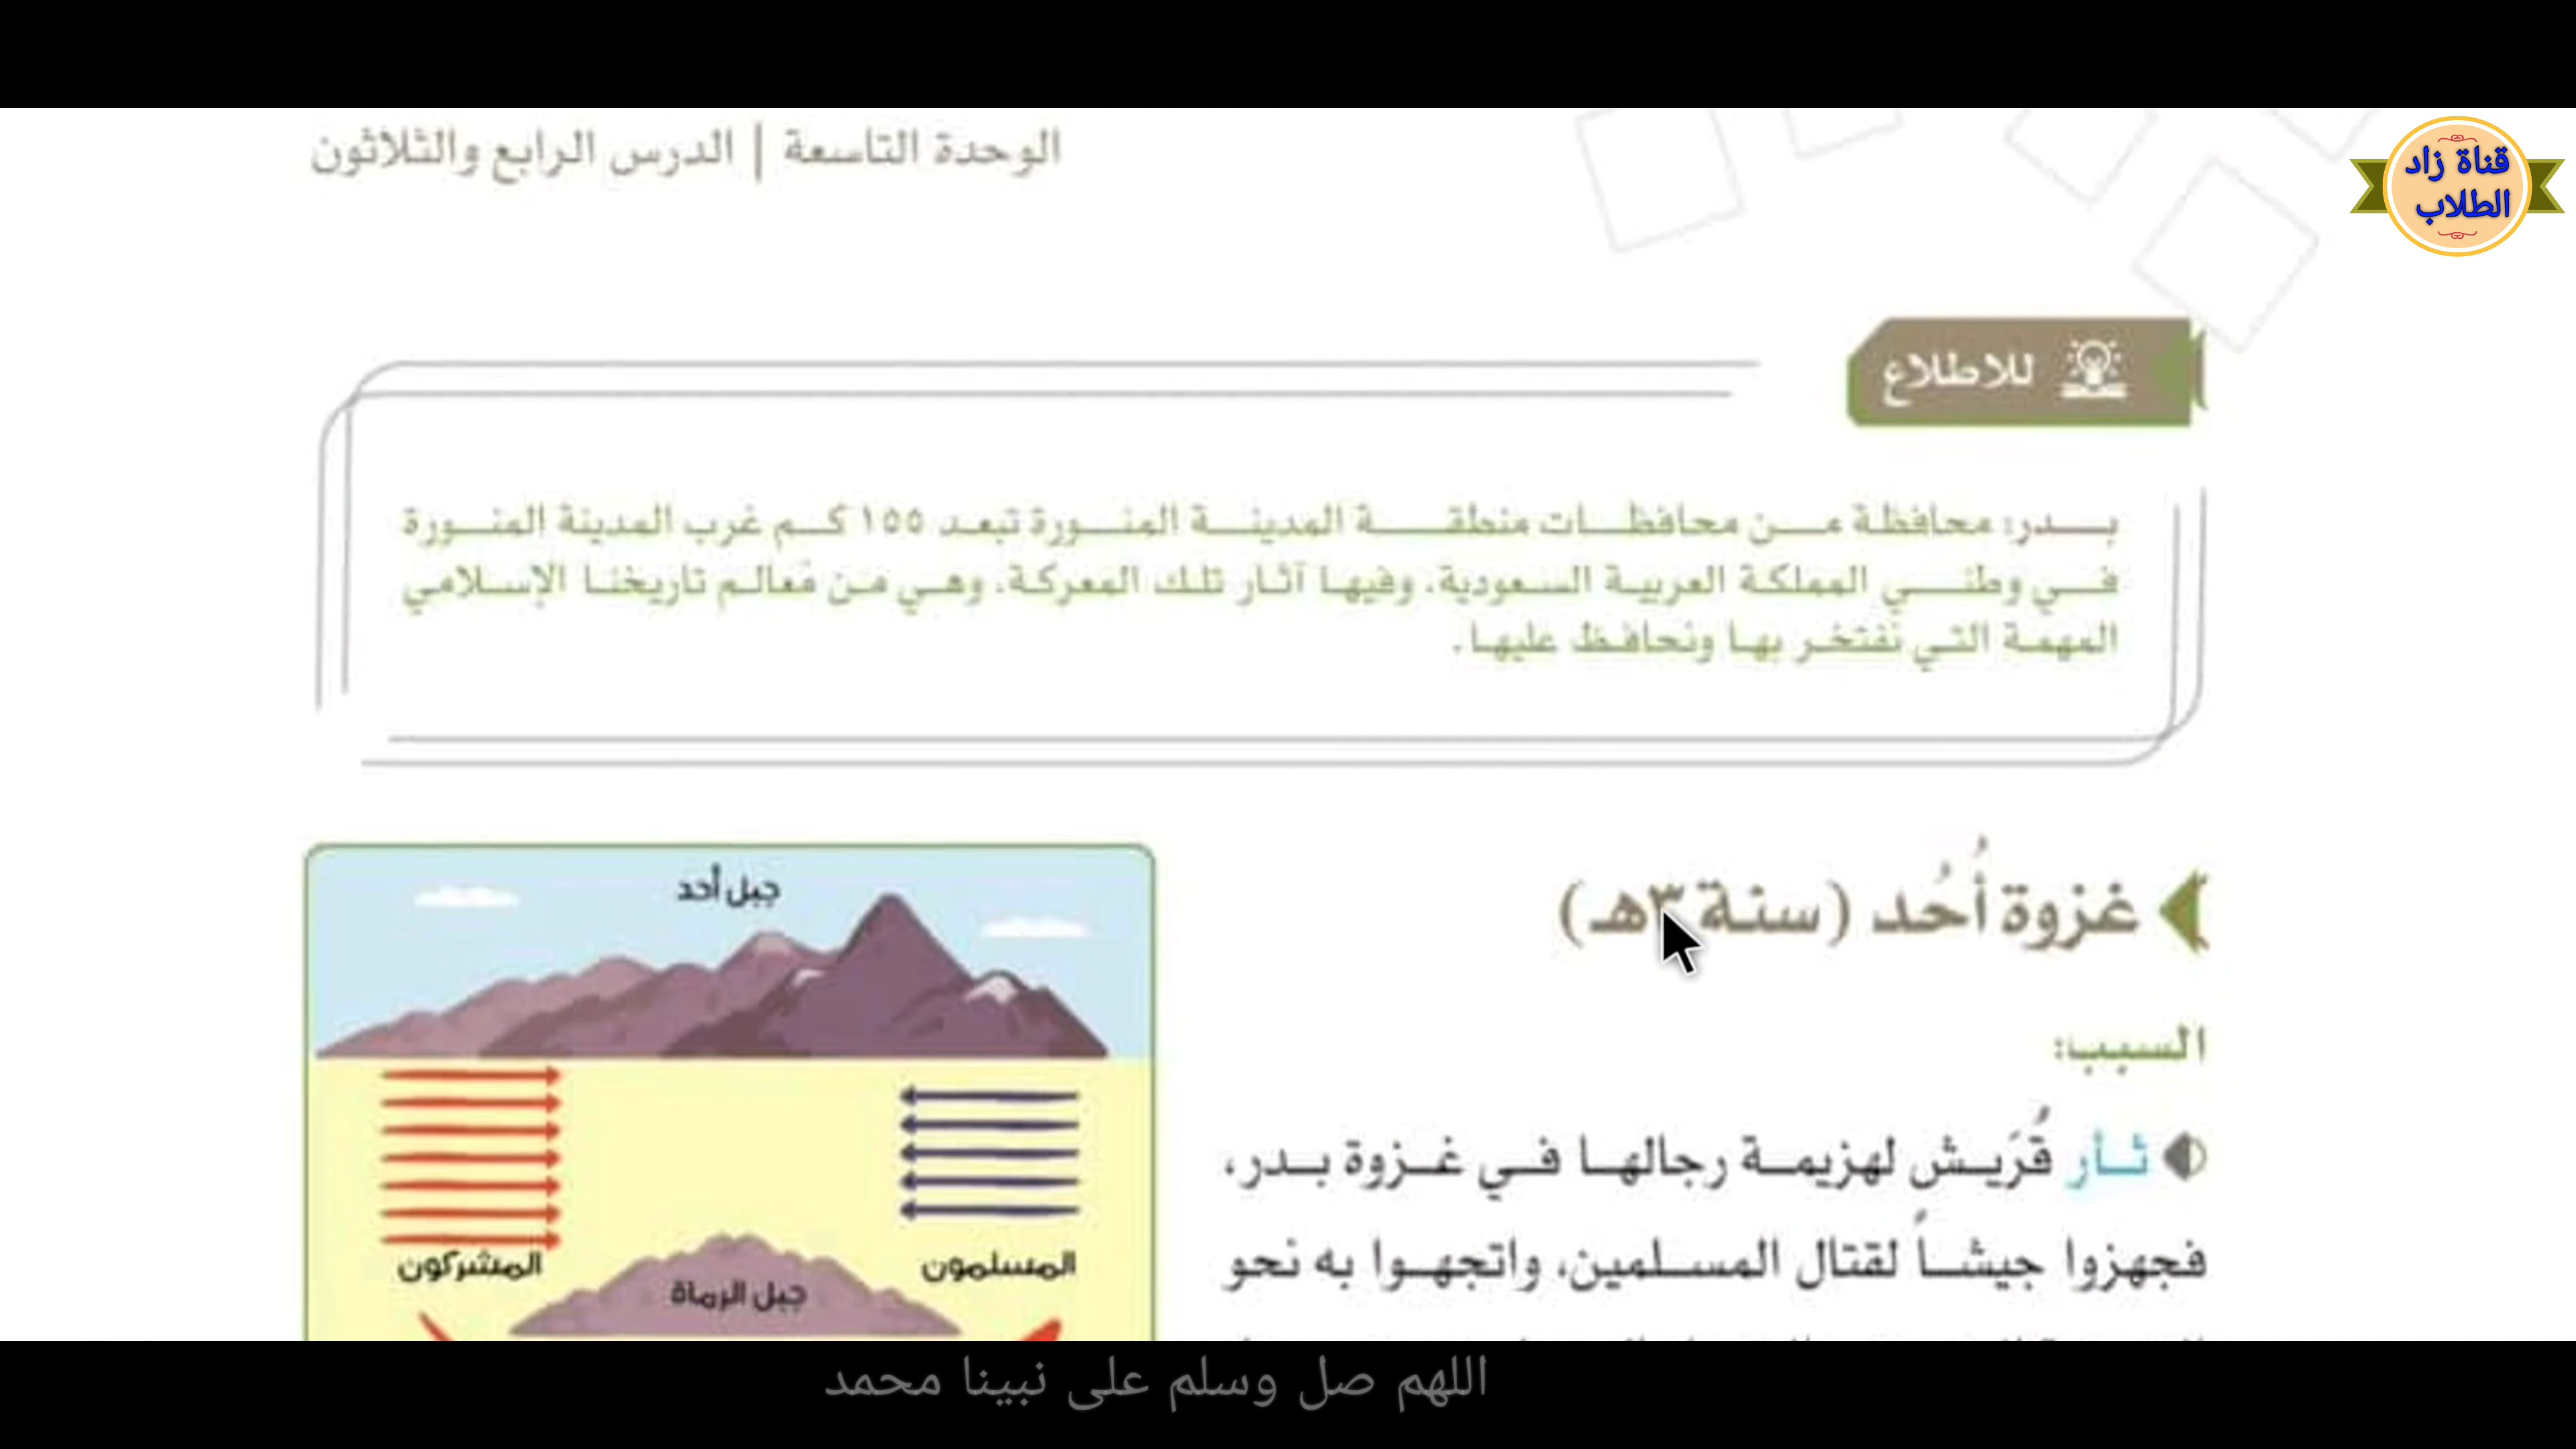 الوحدة التاسعة | الدرس الرابع والثلاثون
قناة زاد
الطلاب
للاطلاع
بدر: محافظة من محافظات منطقة المدينة المنورة تبعد ١٥٥ كم غرب المدينة المنورة
في وطني المملكة العربية السعودية. وفيها آثار تلك المعركة. وهي من مَعالم تاريخنا الإسلامي
المهمة التي نفتخر بها ونحافظ عليها.
غزوة أُحُد (سنة ٣هـ)
السبب:
ثأر قُرَيش لهزيمة رجالها في غزوة بدر،
فجهزوا جيشاً لقتال المسلمين، واتجهوا به نحو
جبل أحد
المسلمون
المشركون
جبل الرماة
اللهم صل وسلم على نبينا محمد